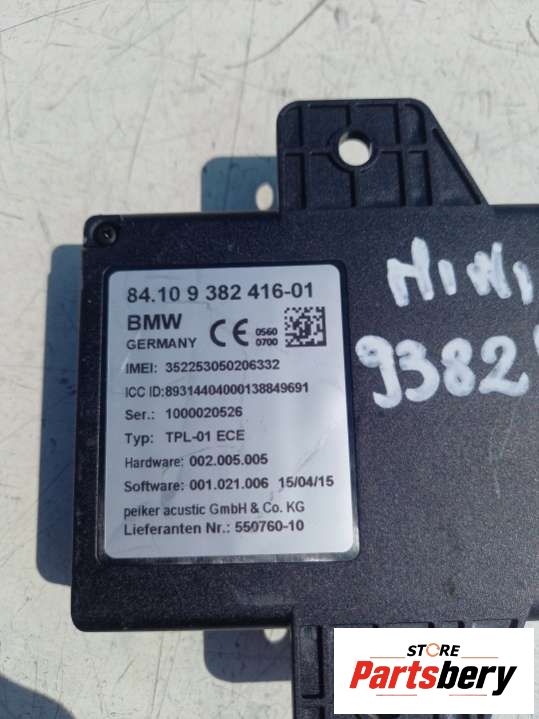 84.10 9 382 416-01
BMW
GERMANY
CE 0560
0700
IMEI: 352253050206332
ICC ID:89314404000138849691
Ser.: 1000020526
Typ: TPL-01 ECE
Hardware: 002.005.005
Software: 001.021.006 15/04/15
peiker acustic GmbH & Co. KG
Lieferanten Nr.: 550760-10
MINI
9382
STORE
Partsbery